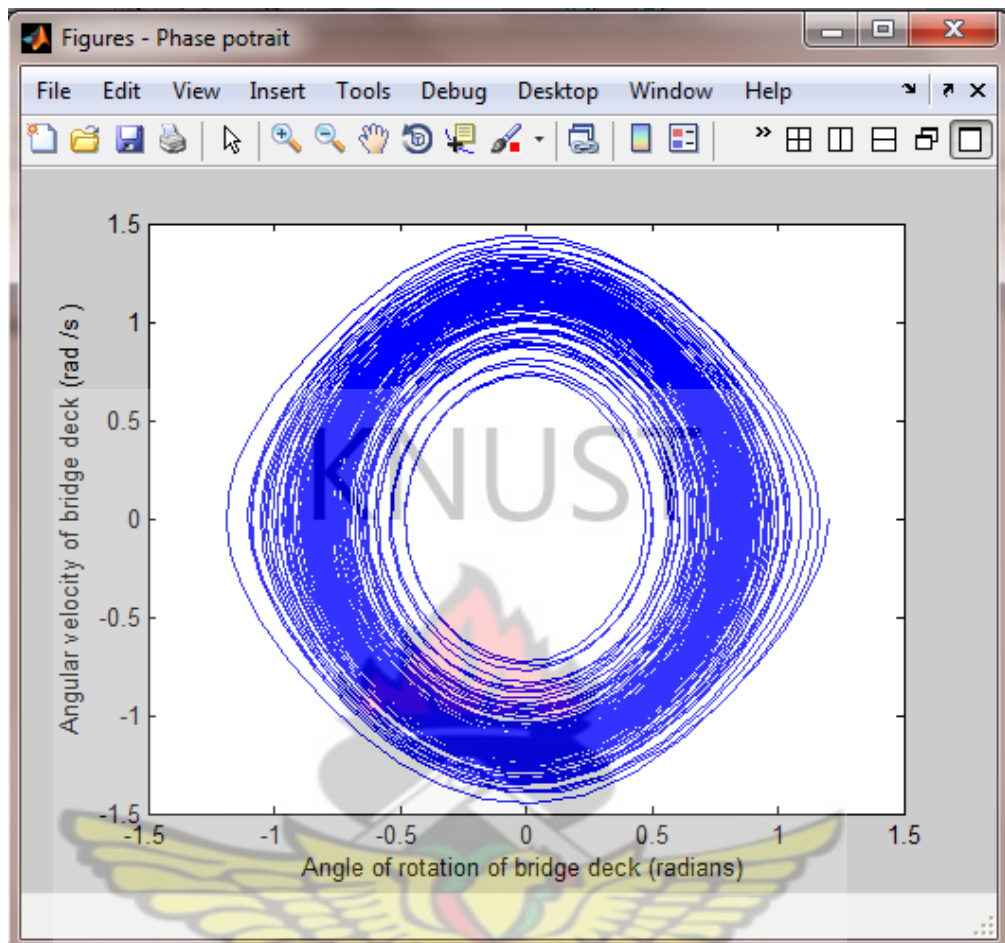 Figures - Phase potrait
File Edit View Insert Tools Debug Desktop Window Help
1.5
1
0.5
0
-0.5
-1
-1.5
-1.5 -1 -0.5 0 0.5 1 1.5
Angular velocity of bridge deck (rad /s )
Angle of rotation of bridge deck (radians)
KNUST